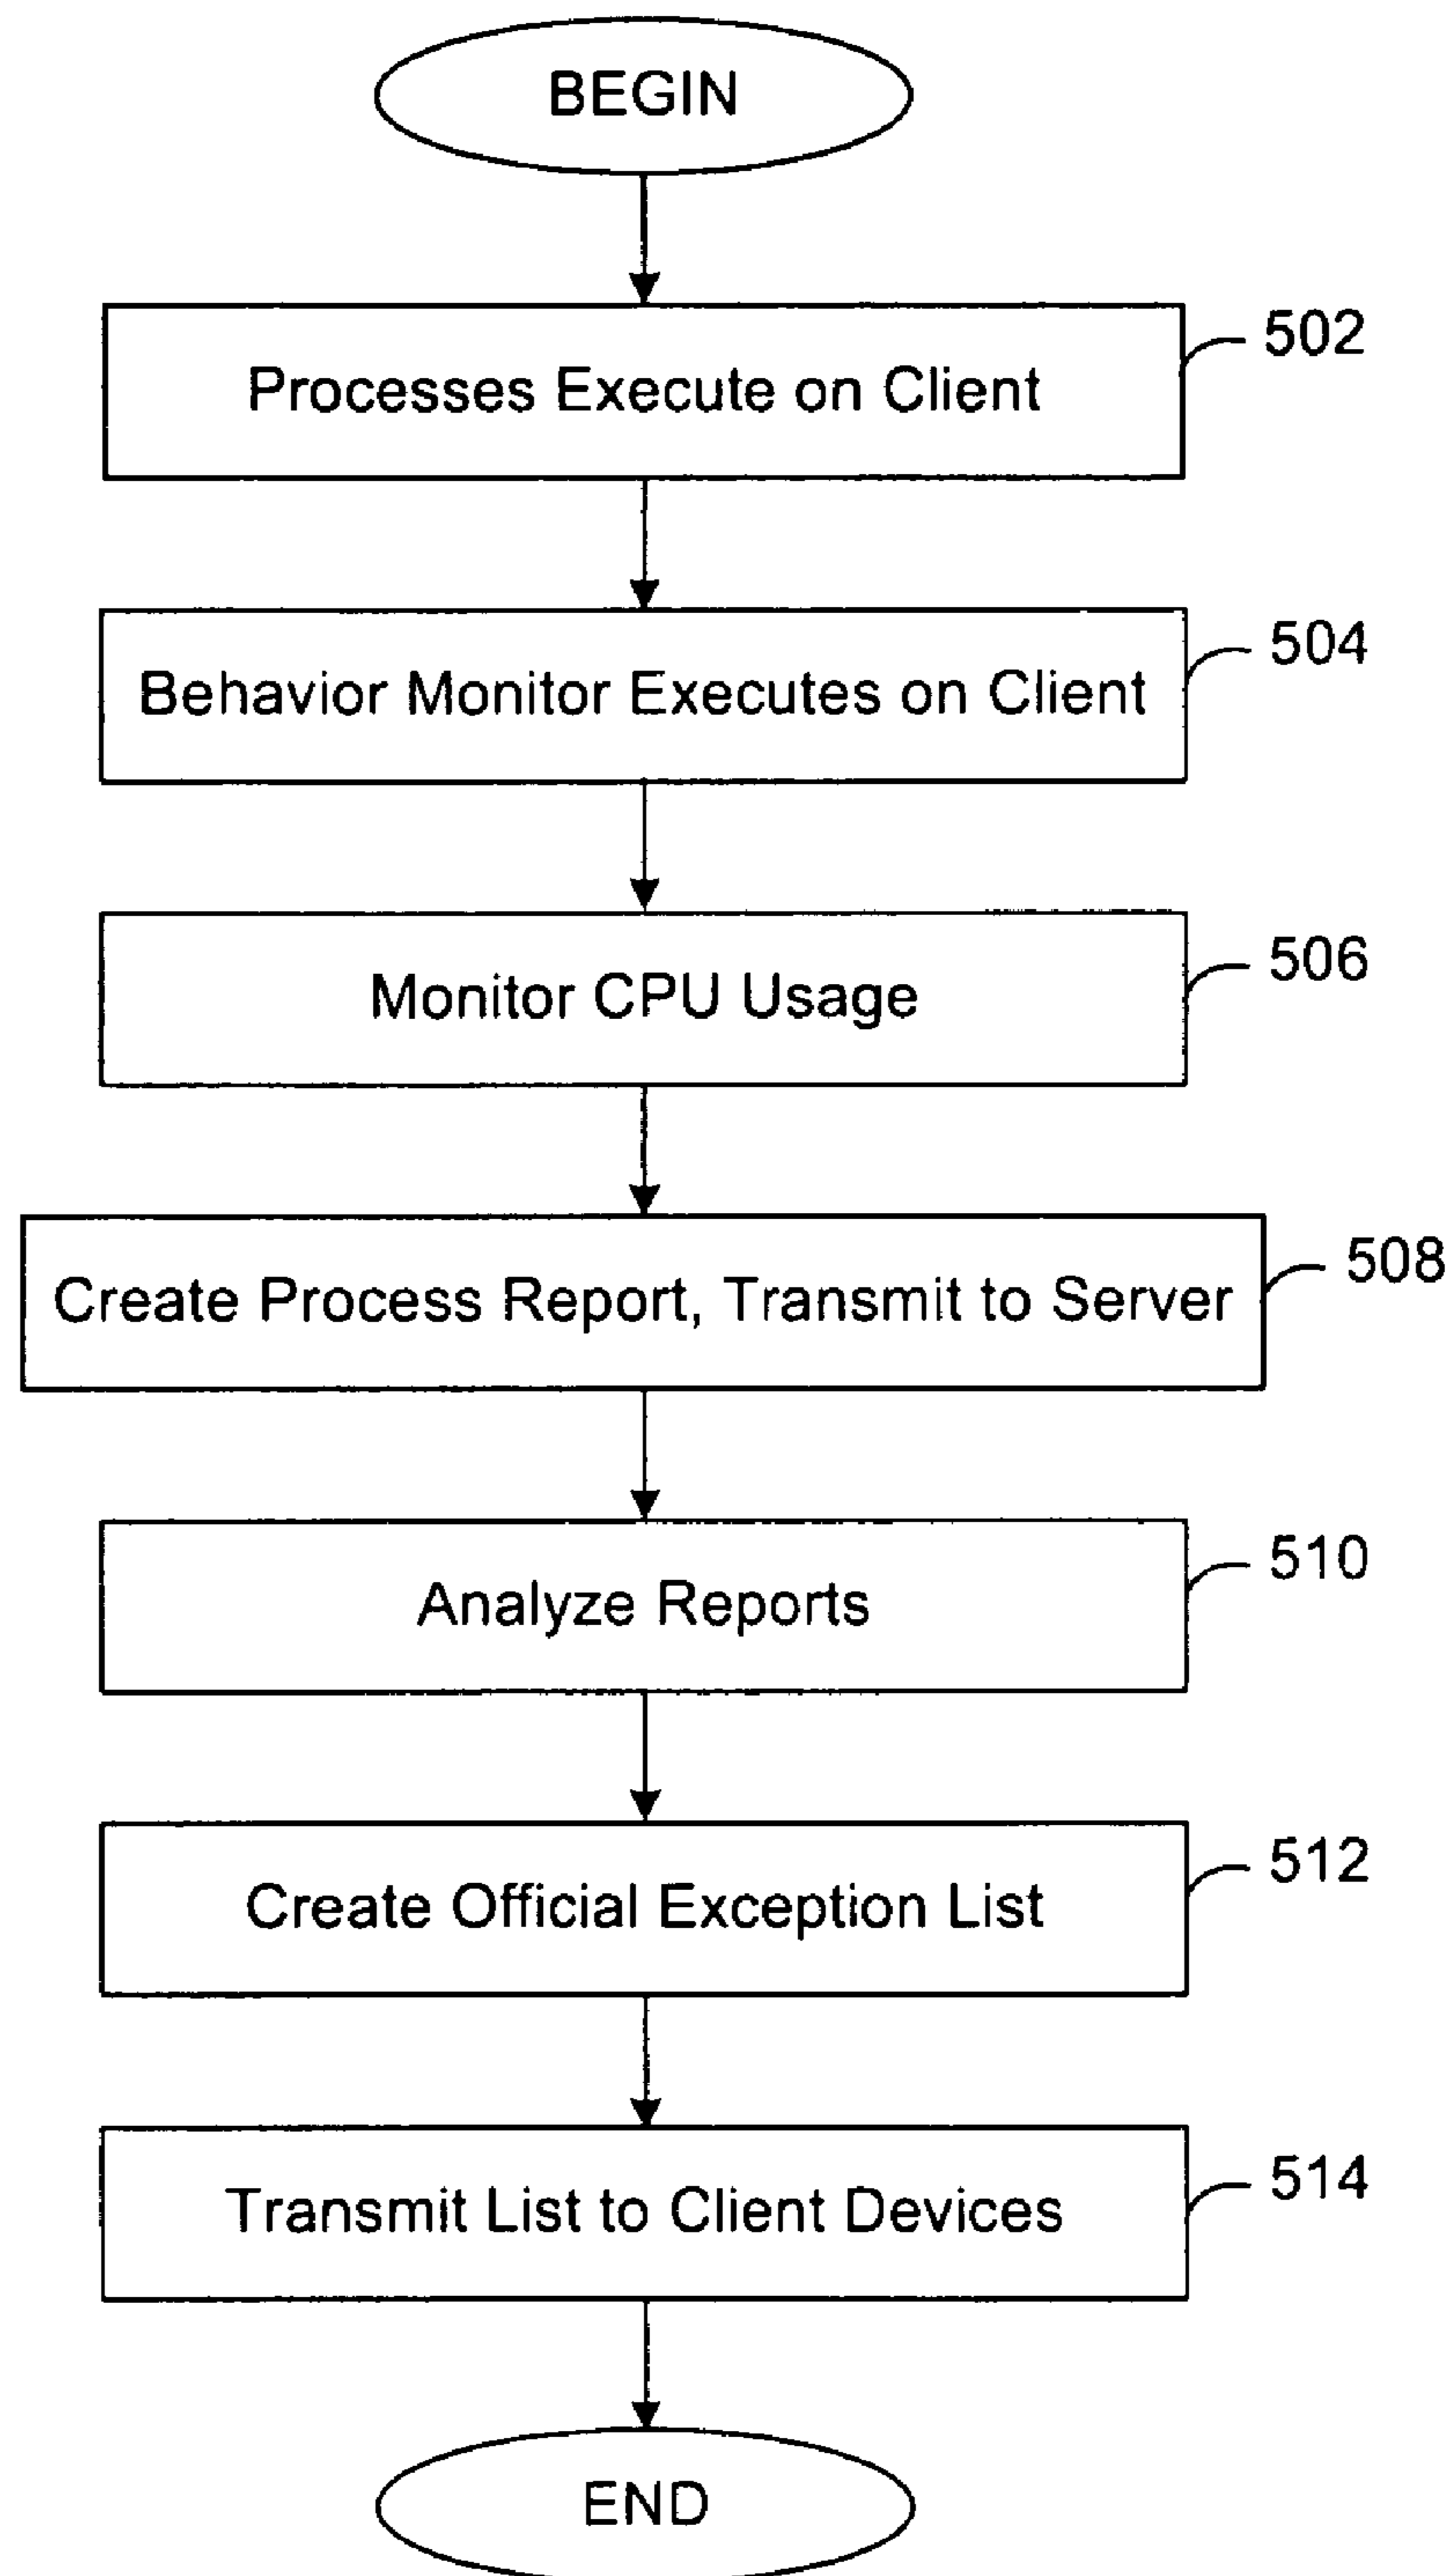 BEGIN
Processes Execute on Client
502
Behavior Monitor Executes on Client
504
Monitor CPU Usage
506
Create Process Report, Transmit to Server
508
Analyze Reports
510
Create Official Exception List
512
Transmit List to Client Devices
514
END